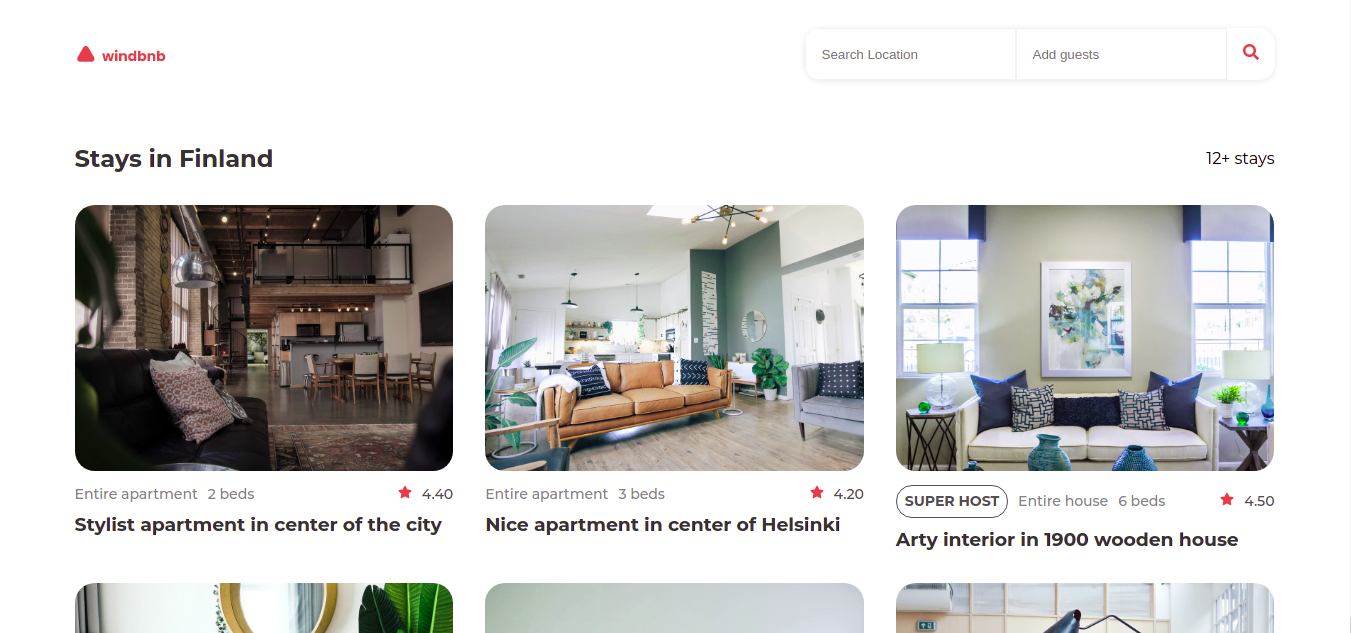 windbnb
Search Location
Add guests
Stays in Finland
12+ stays
Entire apartment 2 beds
4.40
Stylist apartment in center of the city
Entire apartment 3 beds
4.20
Nice apartment in center of Helsinki
SUPER HOST
Entire house 6 beds
4.50
Arty interior in 1900 wooden house